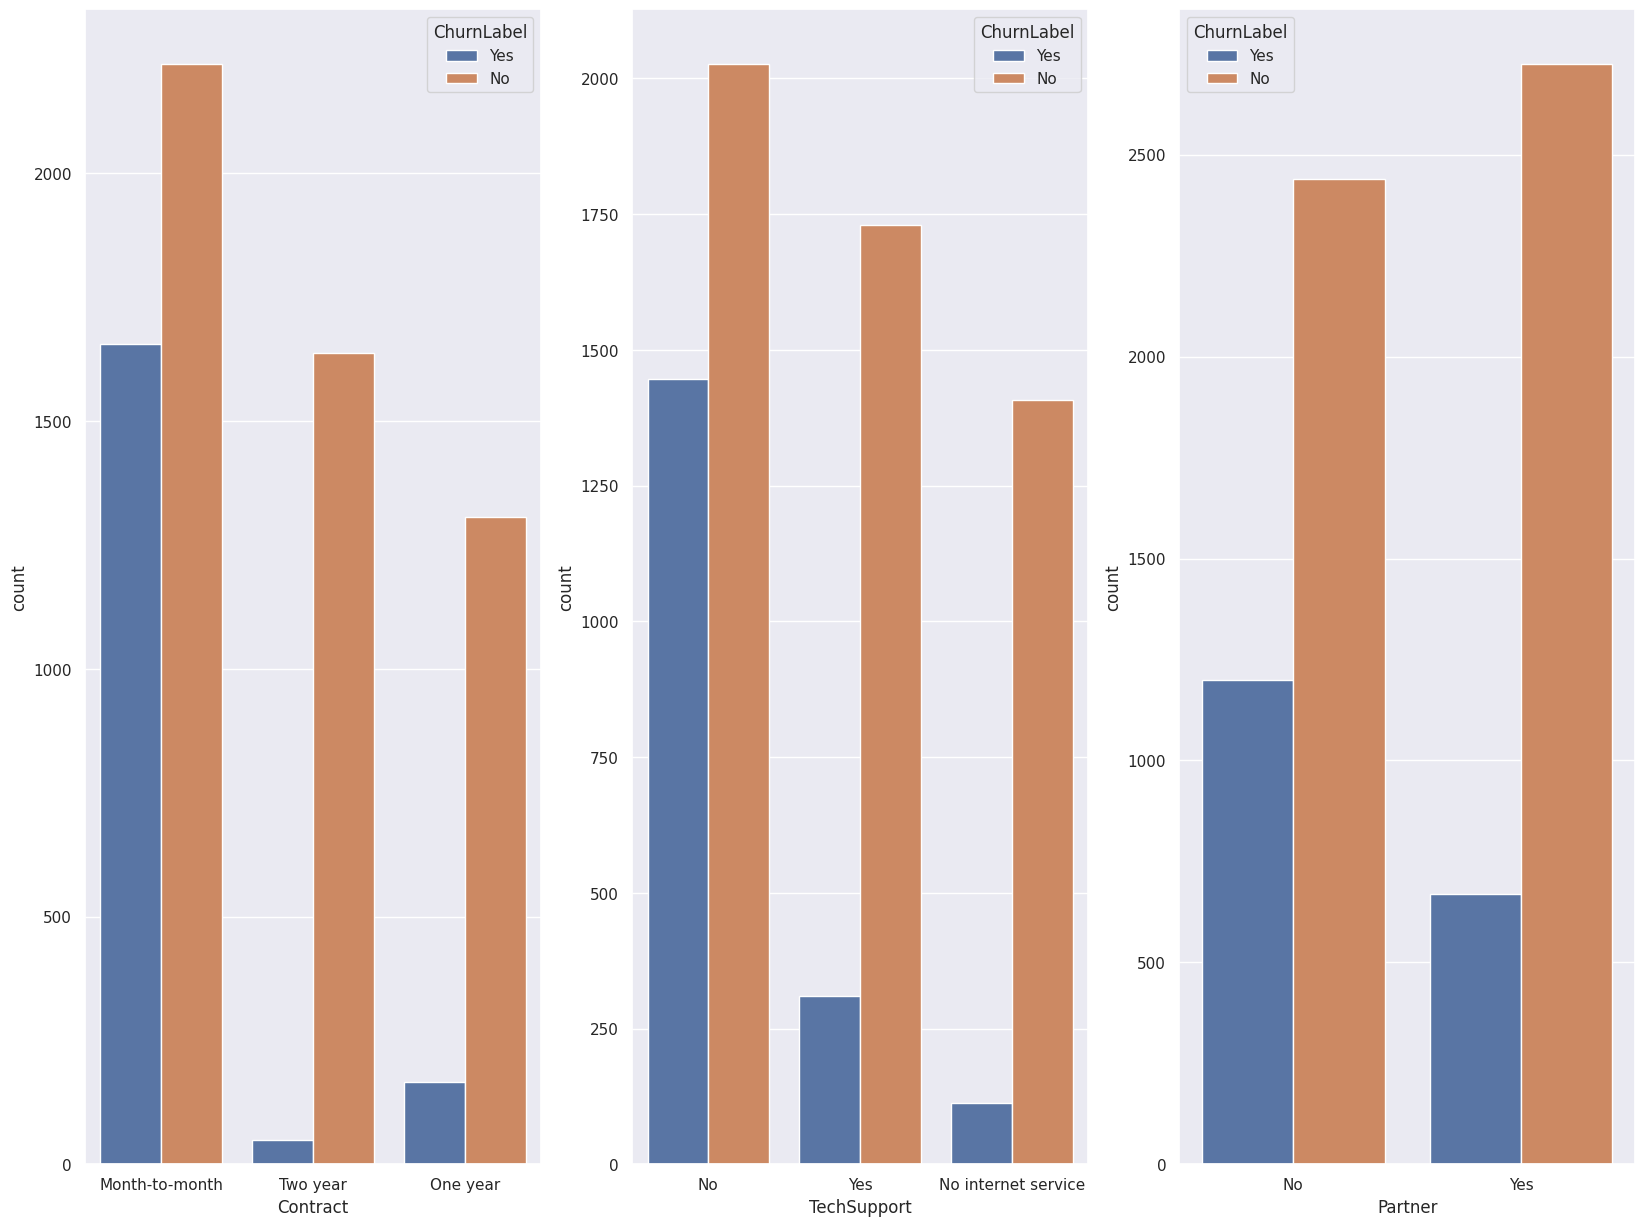 ChurnLabel
Yes
No
2000
1500
1000
500
0
count
Month-to-month Two year One year
Contract
ChurnLabel
Yes
No
2000
1750
1500
1250
1000
750
500
250
0
count
No Yes No internet service
TechSupport
ChurnLabel
Yes
No
2500
2000
1500
1000
500
0
count
No Yes
Partner